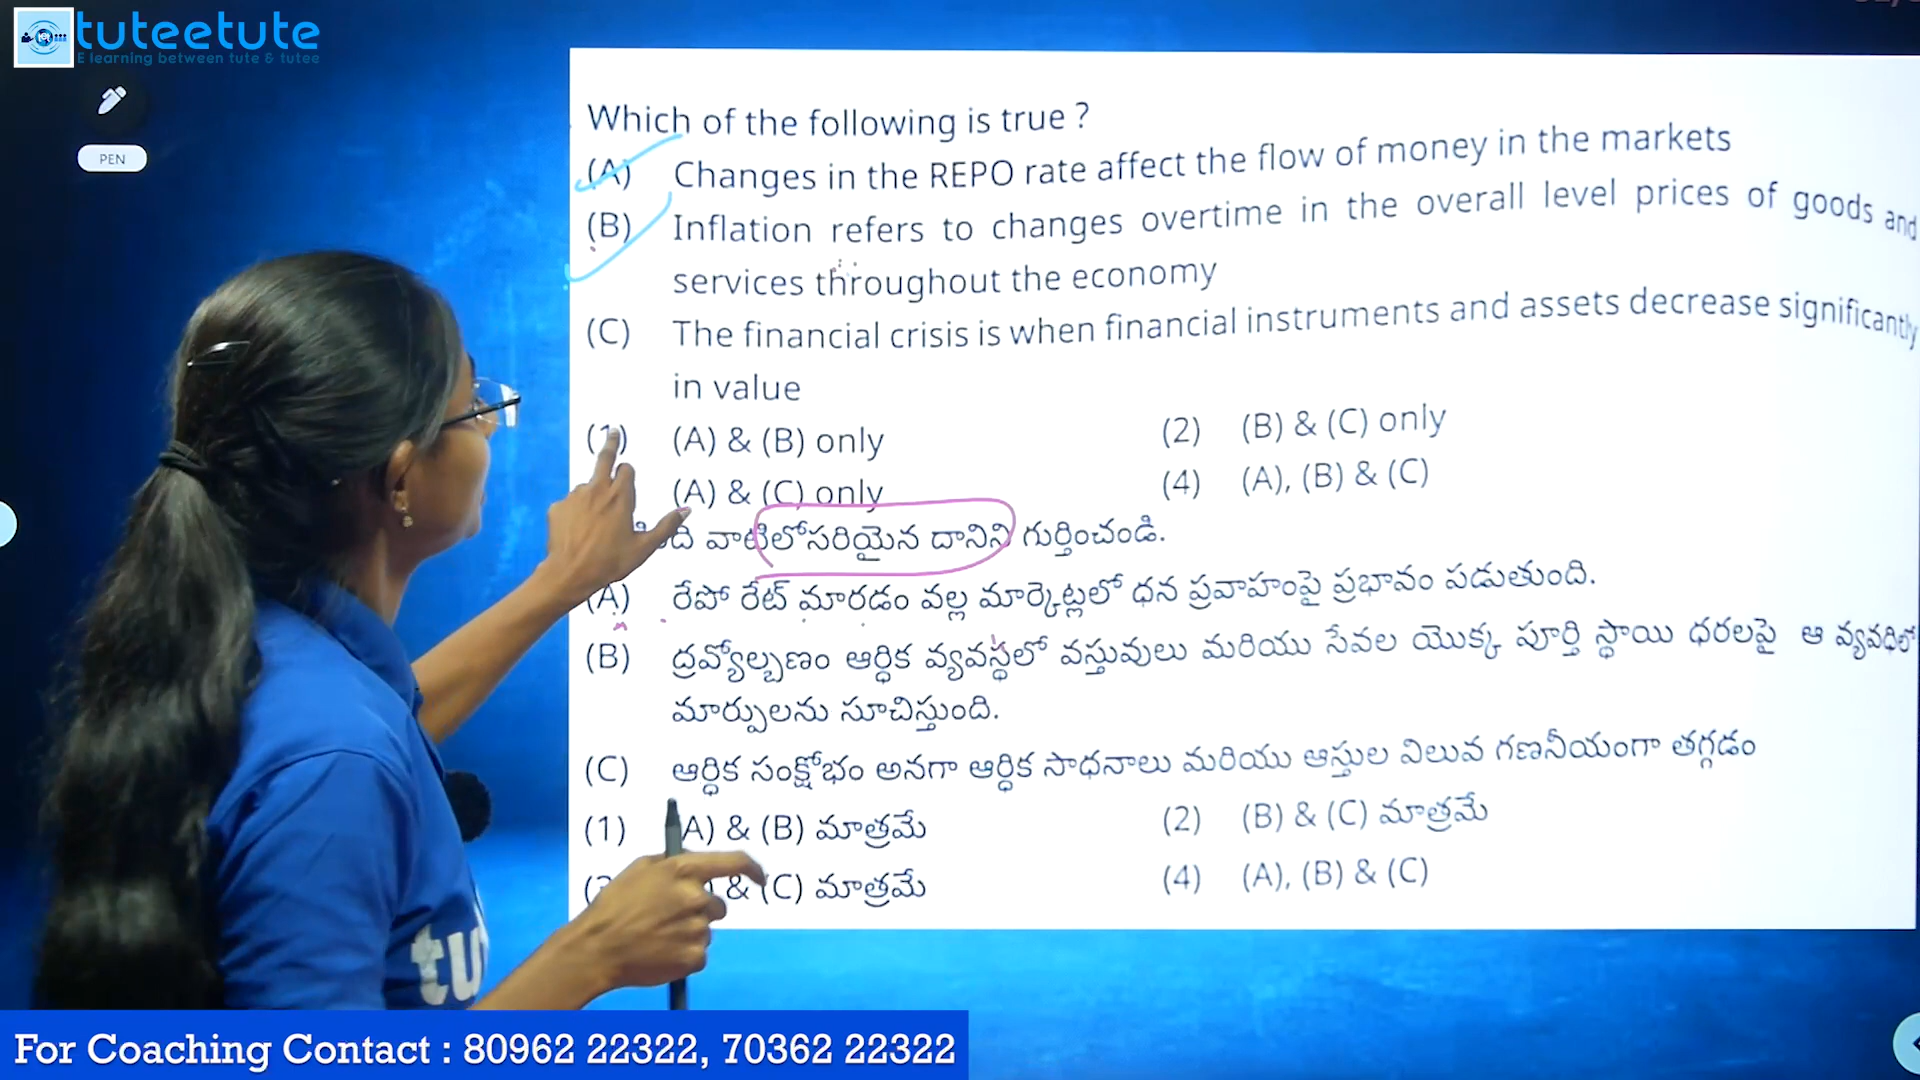 tuteetute
E learning between tute & tutee
PEN
Which of the following is true ?
(A) Changes in the REPO rate affect the flow of money in the markets
(B) Inflation refers to changes overtime in the overall level prices of goods and
services throughout the economy
(C) The financial crisis is when financial instruments and assets decrease significantly
in value
(1) (A) & (B) only (2) (B) & (C) only
(A) & (C) only (4) (A), (B) & (C)
వాటిలోసరియైన దానిని గుర్తించండి.
(A) రేపో రేట్ మారడం వల్ల మార్కెట్లలో ధన ప్రవాహంపై ప్రభావం పడుతుంది.
(B) ద్రవ్యోల్బణం ఆర్ధిక వ్యవస్థలో వస్తువులు మరియు సేవల యొక్క పూర్తి స్థాయి ధరలపై ఆ వ్యవధిలో
మార్పులను సూచిస్తుంది.
(C) ఆర్ధిక సంక్షోభం అనగా ఆర్ధిక సాధనాలు మరియు ఆస్తుల విలువ గణనీయంగా తగ్గడం
(1) (A) & (B) మాత్రమే (2) (B) & (C) మాత్రమే
& (C) మాత్రమే (4) (A), (B) & (C)
tu
For Coaching Contact : 80962 22322, 70362 22322